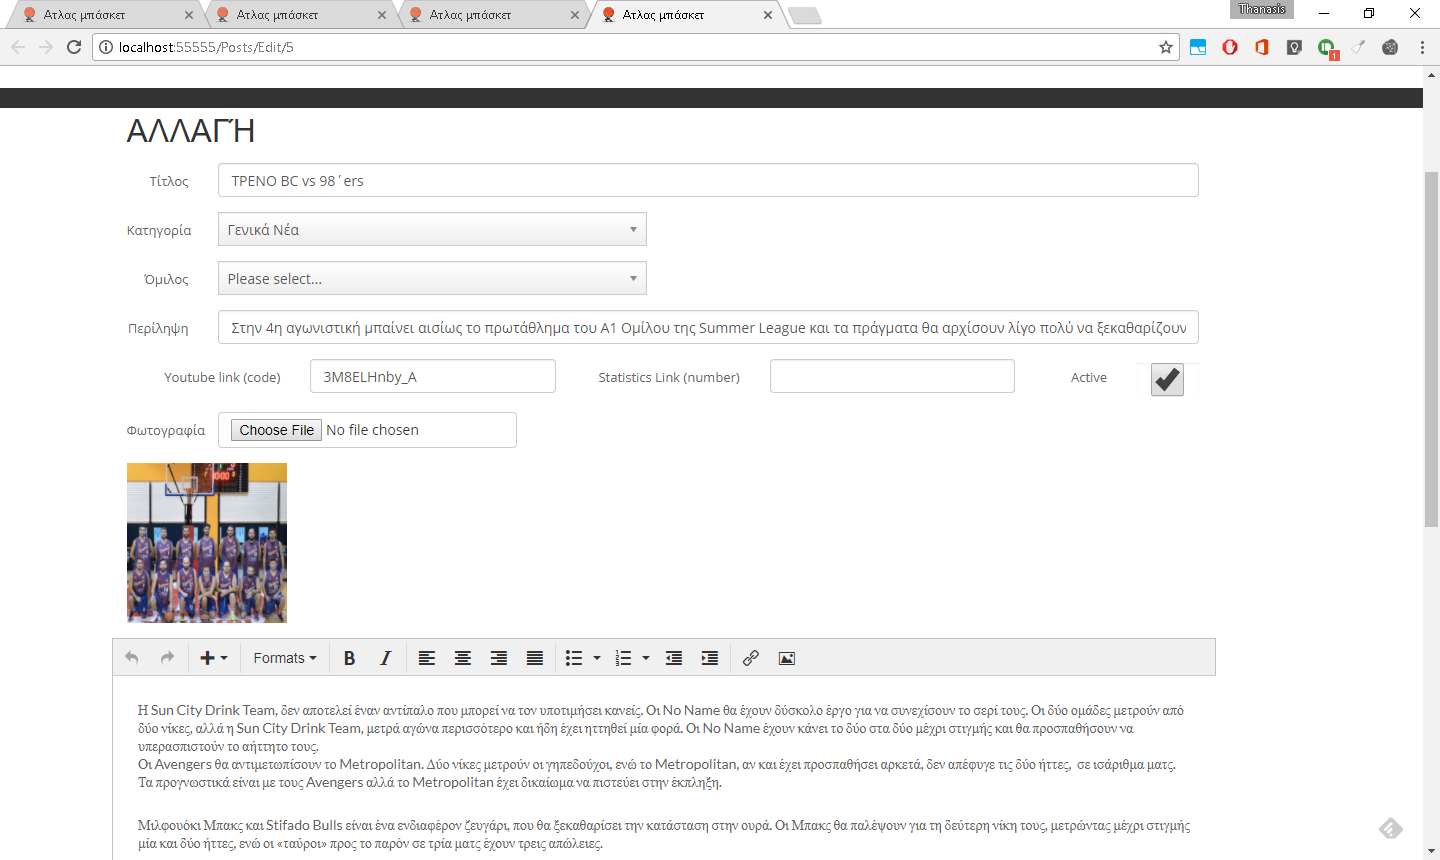 Ατλας μπάσκετ
Ατλας μπάσκετ
Ατλας μπάσκετ
Ατλας μπάσκετ
Thanasis
localhost:55555/Posts/Edit/5
1
ΑΛΛΑΓΉ
Τίτλος
ΤΡΕΝΟ BC vs 98΄ers
Κατηγορία
Γενικά Νέα
Όμιλος
Please select...
Περίληψη
Στην 4η αγωνιστική μπαίνει αισίως το πρωτάθλημα του Α1 Ομίλου της Summer League και τα πράγματα θα αρχίσουν λίγο πολύ να ξεκαθαρίζουν
Youtube link (code)
3M8ELHnby_A
Statistics Link (number)
Active
Φωτογραφία
Choose File No file chosen
Formats
B I
Η Sun City Drink Team, δεν αποτελεί έναν αντίπαλο που μπορεί να τον υποτιμήσει κανείς. Οι No Name θα έχουν δύσκολο έργο για να συνεχίσουν το σερί τους. Οι δύο ομάδες μετρούν από
δύο νίκες, αλλά η Sun City Drink Team, μετρά αγώνα περισσότερο και ήδη έχει ηττηθεί μία φορά. Οι No Name έχουν κάνει το δύο στα δύο μέχρι στιγμής και θα προσπαθήσουν να
υπερασπιστούν το αήττητο τους.
Οι Avengers θα αντιμετωπίσουν το Metropolitan. Δύο νίκες μετρούν οι γηπεδούχοι, ενώ το Metropolitan, αν και έχει προσπαθήσει αρκετά, δεν απέφυγε τις δύο ήττες,  σε ισάριθμα ματς.
Τα προγνωστικά είναι με τους Avengers αλλά το Metropolitan έχει δικαίωμα να πιστεύει στην έκπληξη.
Μιλφουόκι Μπακς και Stifado Bulls είναι ένα ενδιαφέρον ζευγάρι, που θα ξεκαθαρίσει την κατάσταση στην ουρά. Οι Μπακς θα παλέψουν για τη δεύτερη νίκη τους, μετρώντας μέχρι στιγμής
μία και δύο ήττες, ενώ οι «ταύροι» προς το παρόν σε τρία ματς έχουν τρεις απώλειες.